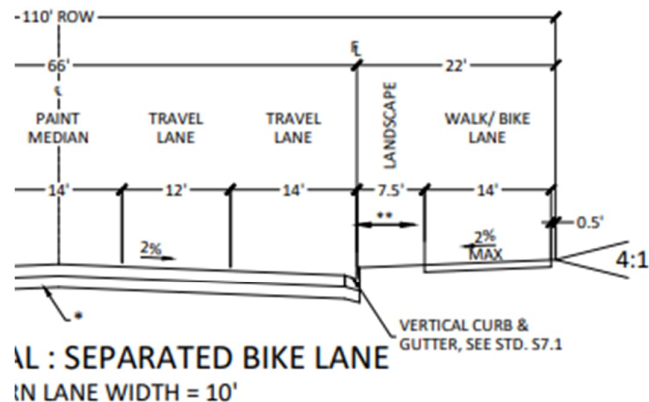 110' ROW
FL
66'
22'
CL
PAINT
MEDIAN
TRAVEL
LANE
TRAVEL
LANE
LANDSCAPE
WALK/ BIKE
LANE
14'
12'
14'
7.5'
14'
**
0.5'
2%
2%
MAX
4:1
*
VERTICAL CURB &
GUTTER, SEE STD. S7.1
AL : SEPARATED BIKE LANE
RN LANE WIDTH = 10'